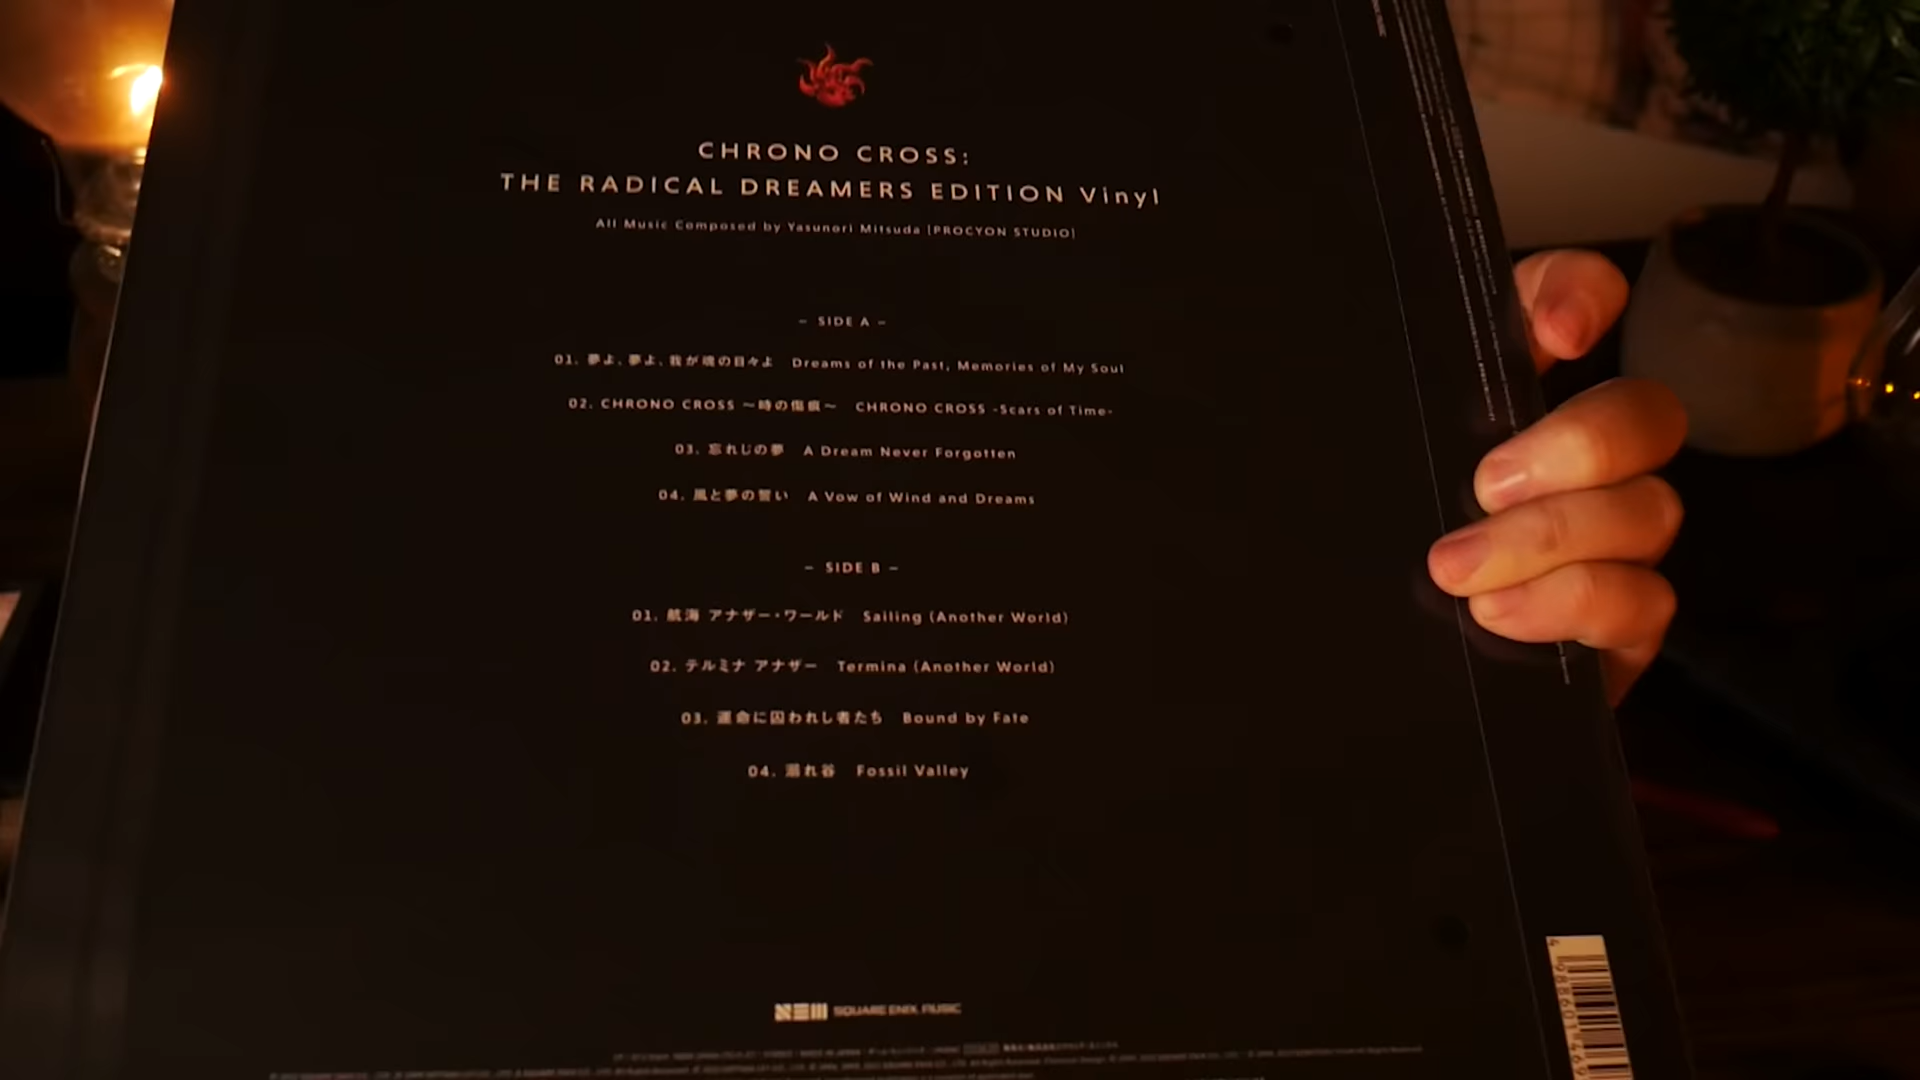 CHRONO CROSS:
THE RADICAL DREAMERS EDITION Vinyl
All Music Composed by Yasunori Mitsuda [PROCYON STUDIO]
– SIDE A –
01. 夢よ、夢よ、我が魂の日々よ Dreams of the Past, Memories of My Soul
02. CHRONO CROSS 〜時の傷痕〜 CHRONO CROSS -Scars of Time-
03. 忘れじの夢 A Dream Never Forgotten
04. 風と夢の誓い A Vow of Wind and Dreams
– SIDE B –
01. 航海 アナザー・ワールド Sailing (Another World)
02. テルミナ アナザー Termina (Another World)
03. 運命に囚われし者たち Bound by Fate
04. 溺れ谷 Fossil Valley
SQUARE ENIX MUSIC